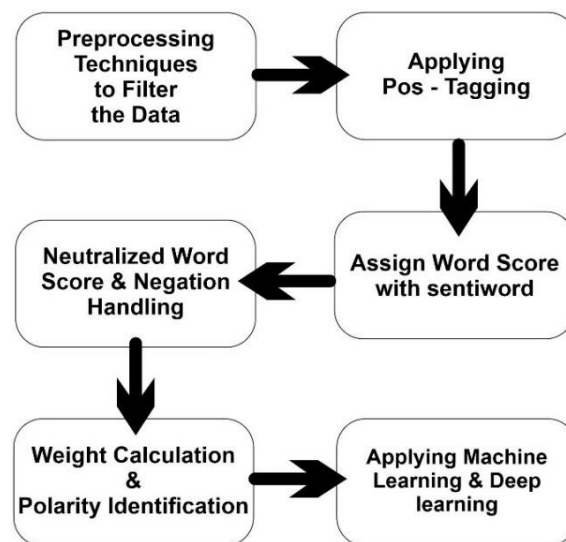 Preprocessing
Techniques
to Filter
the Data
Applying
Pos - Tagging
Assign Word Score
with sentiword
Neutralized Word
Score & Negation
Handling
Weight Calculation
&
Polarity Identification
Applying Machine
Learning & Deep
learning